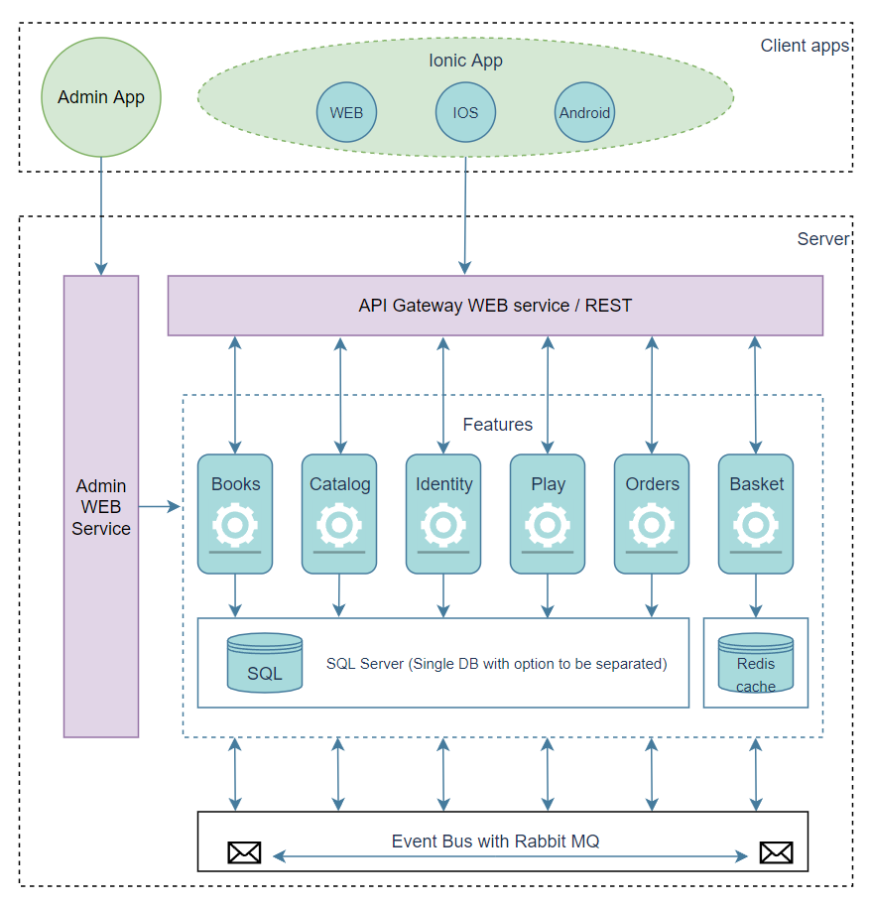 Client apps
Admin App
Ionic App
WEB
IOS
Android
Server
API Gateway WEB service / REST
Admin
WEB
Service
Features
Books
Catalog
Identity
Play
Orders
Basket
SQL
SQL Server (Single DB with option to be separated)
Redis
cache
Event Bus with Rabbit MQ